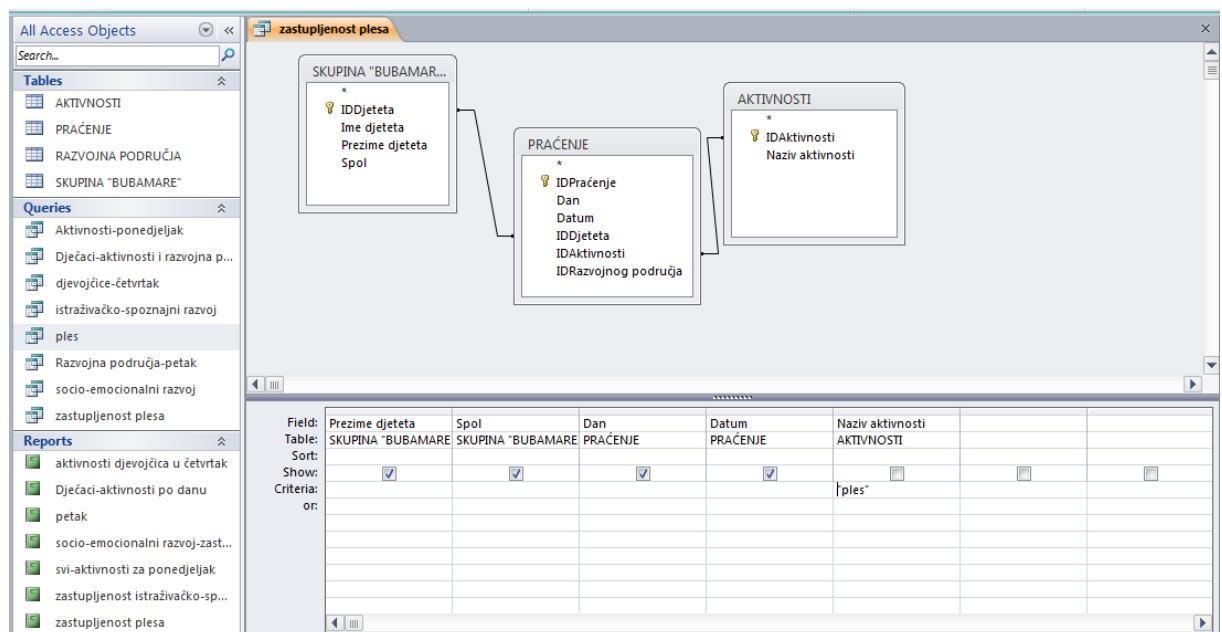 All Access Objects
Search...
Tables
AKTIVNOSTI
PRAĆENJE
RAZVOJNA PODRUČJA
SKUPINA "BUBAMARE"
Queries
Aktivnosti-ponedjeljak
Dječaci-aktivnosti i razvojna p...
djevojčice-četvrtak
istraživačko-spoznajni razvoj
ples
Razvojna područja-petak
socio-emocionalni razvoj
zastupljenost plesa
Reports
aktivnosti djevojčica u četvrtak
Dječaci-aktivnosti po danu
petak
socio-emocionalni razvoj-zast...
svi-aktivnosti za ponedjeljak
zastupljenost istraživačko-sp...
zastupljenost plesa
zastupljenost plesa
SKUPINA "BUBAMAR...
*
IDDjeteta
Ime djeteta
Prezime djeteta
Spol
PRAĆENJE
*
IDPraćenje
Dan
Datum
IDDjeteta
IDAktivnosti
IDRazvojnog područja
AKTIVNOSTI
*
IDAktivnosti
Naziv aktivnosti
Field: Prezime djeteta Spol Dan Datum Naziv aktivnosti
Table: SKUPINA "BUBAMARE SKUPINA "BUBAMARE PRAĆENJE PRAĆENJE AKTIVNOSTI
Sort:
Show:
Criteria: "ples"
or: